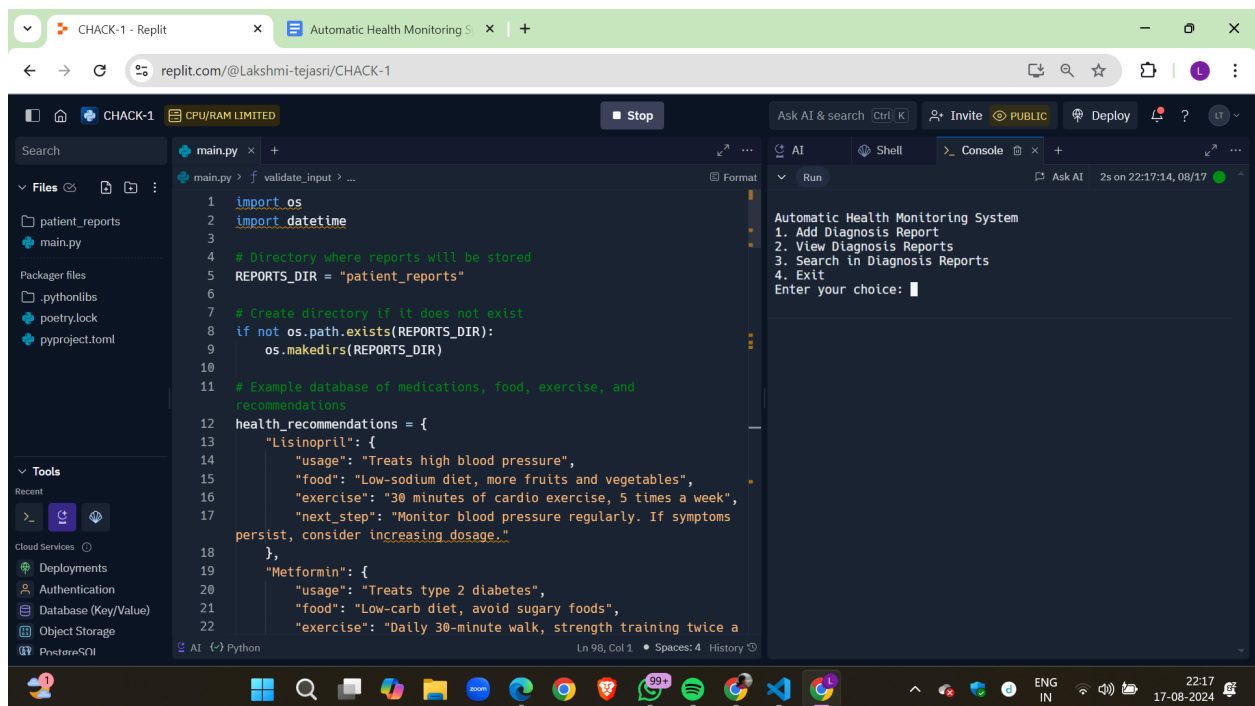 CHACK-1 - Replit
Automatic Health Monitoring S
replit.com/@Lakshmi-tejasri/CHACK-1
L
CHACK-1
CPU/RAM LIMITED
Stop
Ask AI & search Ctrl K
Invite
PUBLIC
Deploy
?
LT
Search
Files
patient_reports
main.py
Packager files
.pythonlibs
poetry.lock
pyproject.toml
Tools
Recent
Cloud Services
Deployments
Authentication
Database (Key/Value)
Object Storage
PostgreSQL
main.py
main.py > validate_input > ...
Format
1 import os
2 import datetime
3
4 # Directory where reports will be stored
5 REPORTS_DIR = "patient_reports"
6
7 # Create directory if it does not exist
8 if not os.path.exists(REPORTS_DIR):
9 os.makedirs(REPORTS_DIR)
10
11 # Example database of medications, food, exercise, and
recommendations
12 health_recommendations = {
13 "Lisinopril": {
14 "usage": "Treats high blood pressure",
15 "food": "Low-sodium diet, more fruits and vegetables",
16 "exercise": "30 minutes of cardio exercise, 5 times a week",
17 "next_step": "Monitor blood pressure regularly. If symptoms
persist, consider increasing dosage."
18 },
19 "Metformin": {
20 "usage": "Treats type 2 diabetes",
21 "food": "Low-carb diet, avoid sugary foods",
22 "exercise": "Daily 30-minute walk, strength training twice a
AI {} Python
Ln 98, Col 1 • Spaces: 4 History
AI
Shell
Console
Run
Ask AI
2s on 22:17:14, 08/17
Automatic Health Monitoring System
1. Add Diagnosis Report
2. View Diagnosis Reports
3. Search in Diagnosis Reports
4. Exit
Enter your choice:
1
zoom
99+
L
ENG
IN
22:17
17-08-2024